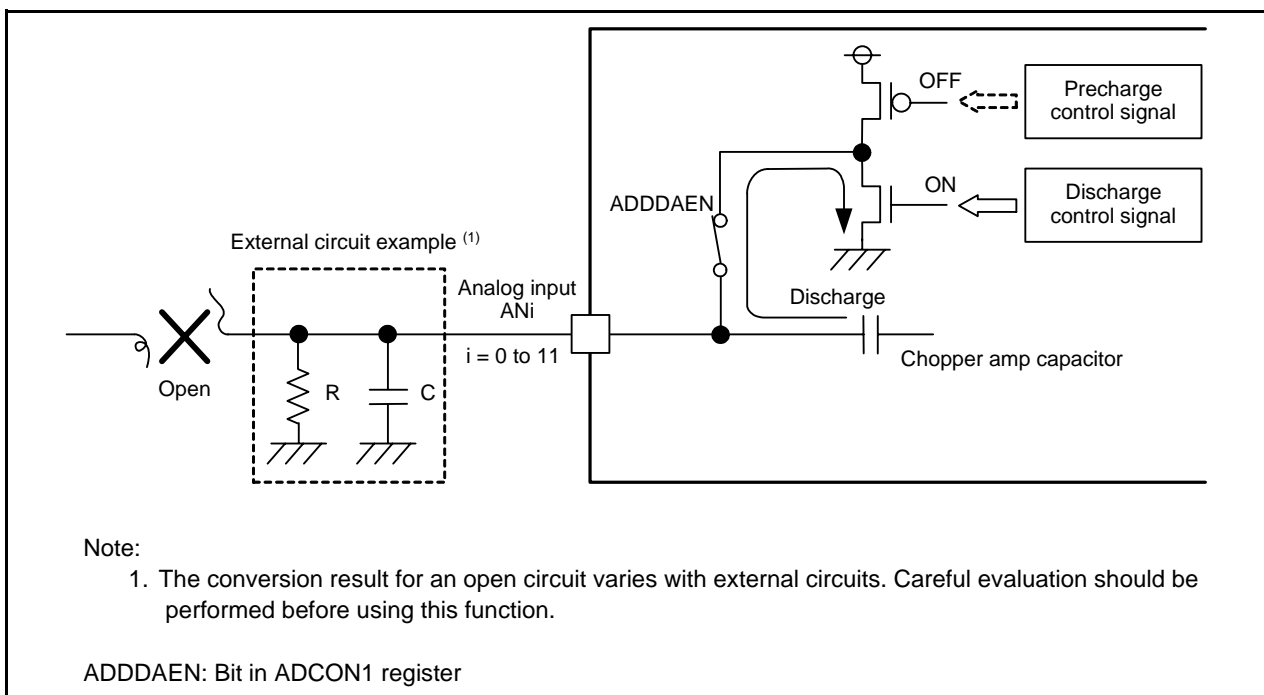 OFF
Precharge
control signal
ON
Discharge
control signal
ADDDAEN
External circuit example (1)
Analog input
ANi
i = 0 to 11
Discharge
Chopper amp capacitor
Open
R
C
Note:
1. The conversion result for an open circuit varies with external circuits. Careful evaluation should be
performed before using this function.
ADDDAEN: Bit in ADCON1 register